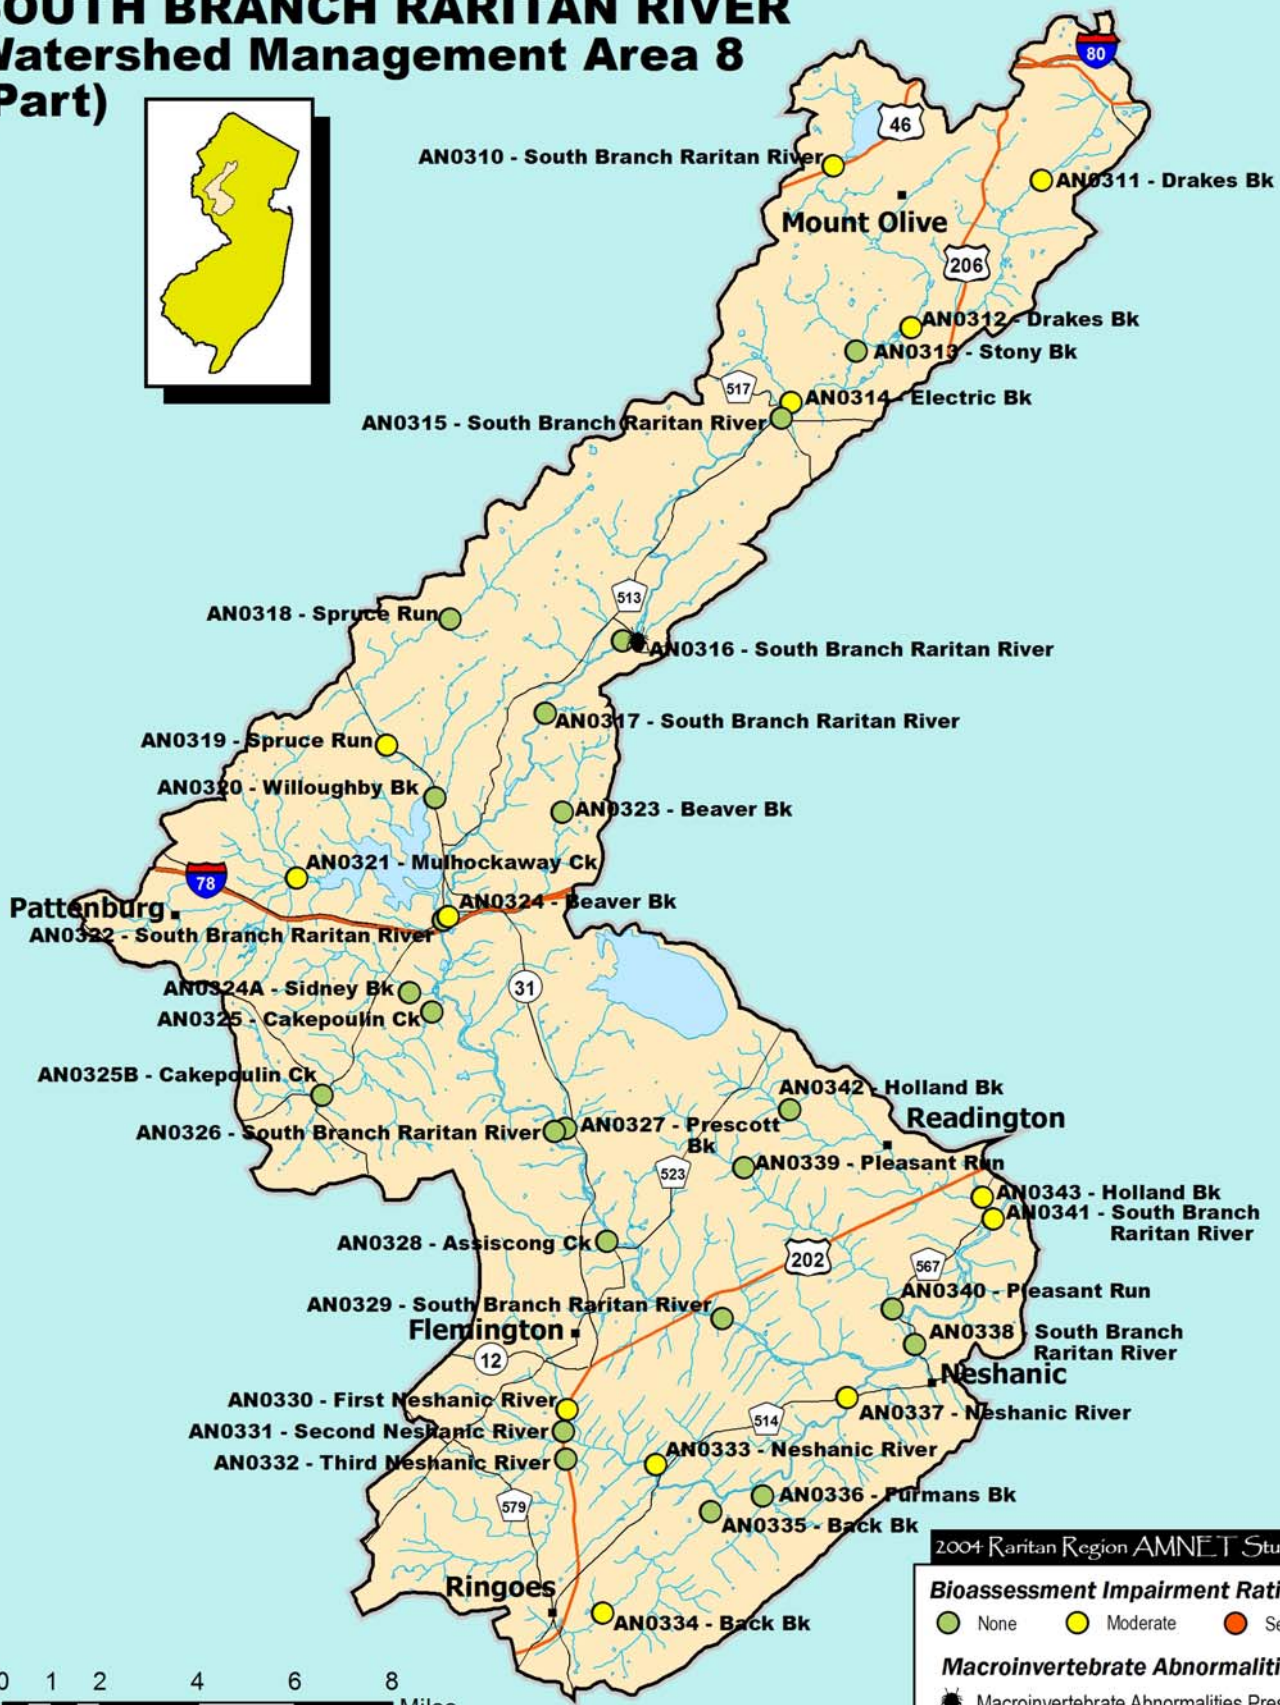 SOUTH BRANCH RARITAN RIVER
Watershed Management Area 8
(Part)
80
46
AN0310 - South Branch Raritan River
AN0311 - Drakes Bk
Mount Olive
206
AN0312 - Drakes Bk
AN0313 - Stony Bk
517
AN0314 - Electric Bk
AN0315 - South Branch Raritan River
513
AN0318 - Spruce Run
AN0316 - South Branch Raritan River
AN0317 - South Branch Raritan River
AN0319 - Spruce Run
AN0320 - Willoughby Bk
AN0323 - Beaver Bk
AN0321 - Mulhockaway Ck
78
AN0324 - Beaver Bk
Pattenburg
AN0322 - South Branch Raritan River
AN0324A - Sidney Bk
31
AN0325 - Cakepoulin Ck
AN0325B - Cakepoulin Ck
AN0342 - Holland Bk
Readington
AN0326 - South Branch Raritan River
AN0327 - Prescott
Bk
AN0339 - Pleasant Run
523
AN0343 - Holland Bk
AN0341 - South Branch
Raritan River
AN0328 - Assiscong Ck
202
567
AN0340 - Pleasant Run
AN0329 - South Branch Raritan River
Flemington
AN0338 - South Branch
Raritan River
12
Neshanic
AN0330 - First Neshanic River
AN0337 - Neshanic River
514
AN0331 - Second Neshanic River
AN0333 - Neshanic River
AN0332 - Third Neshanic River
AN0336 - Furmans Bk
579
AN0335 - Back Bk
2004 Raritan Region AMNET Stu
Ringoes
Bioassessment Impairment Rati
AN0334 - Back Bk
None Moderate Se
Macroinvertebrate Abnormaliti
Macroinvertebrate Abnormalities Pre
0 1 2 4 6 8
Miles